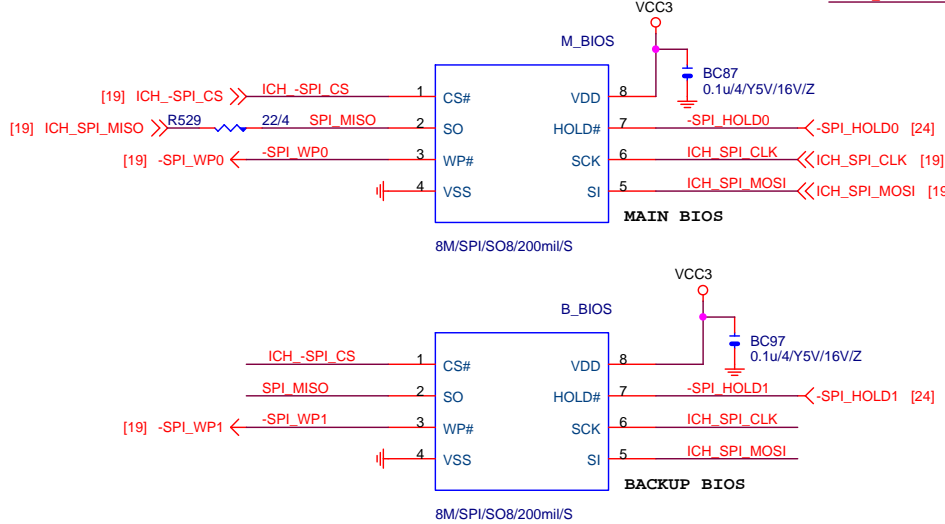 VCC3
M_BIOS
BC87
0.1u/4/Y5V/16V/Z
[19] ICH_-SPI_CS ICH_-SPI_CS 1 CS# VDD 8
[19] ICH_SPI_MISO R529 22/4 SPI_MISO 2 SO HOLD# 7 -SPI_HOLD0 -SPI_HOLD0 [24]
[19] -SPI_WP0 -SPI_WP0 3 WP# SCK 6 ICH_SPI_CLK ICH_SPI_CLK [19]
4 VSS SI 5 ICH_SPI_MOSI ICH_SPI_MOSI [19
MAIN BIOS
8M/SPI/SO8/200mil/S
VCC3
B_BIOS
BC97
0.1u/4/Y5V/16V/Z
ICH_-SPI_CS 1 CS# VDD 8
SPI_MISO 2 SO HOLD# 7 -SPI_HOLD1 -SPI_HOLD1 [24]
[19] -SPI_WP1 -SPI_WP1 3 WP# SCK 6 ICH_SPI_CLK
4 VSS SI 5 ICH_SPI_MOSI
BACKUP BIOS
8M/SPI/SO8/200mil/S